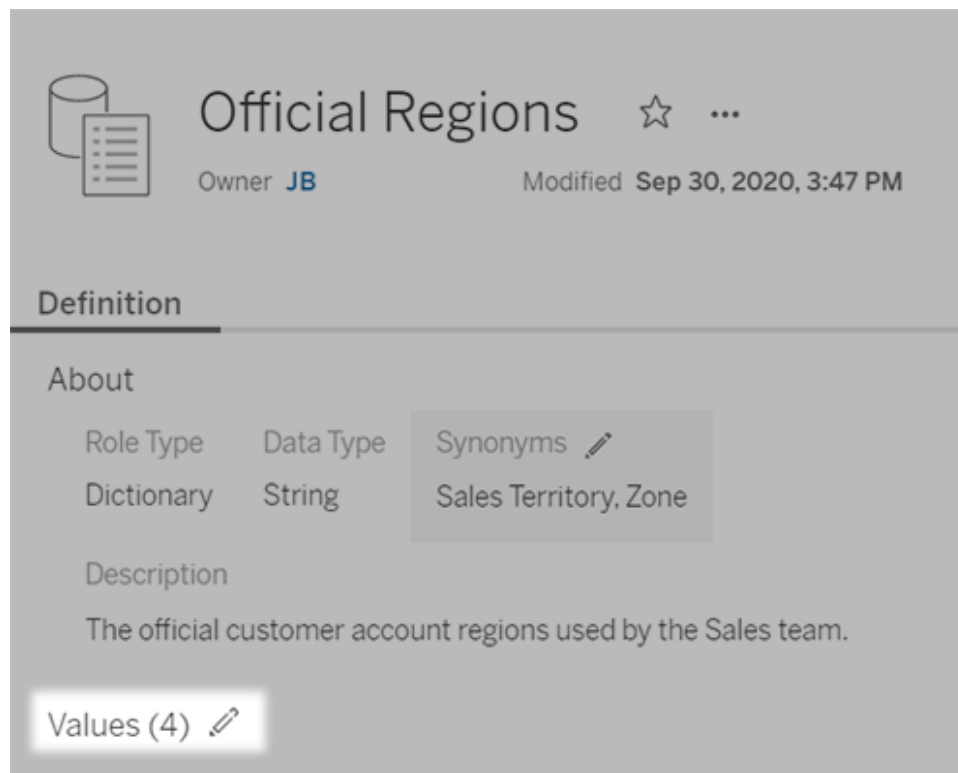 Official Regions ...
Owner JB Modified Sep 30, 2020, 3:47 PM
Definition
About
Role Type Data Type Synonyms
Dictionary String Sales Territory, Zone
Description
The official customer account regions used by the Sales team.
Values (4)